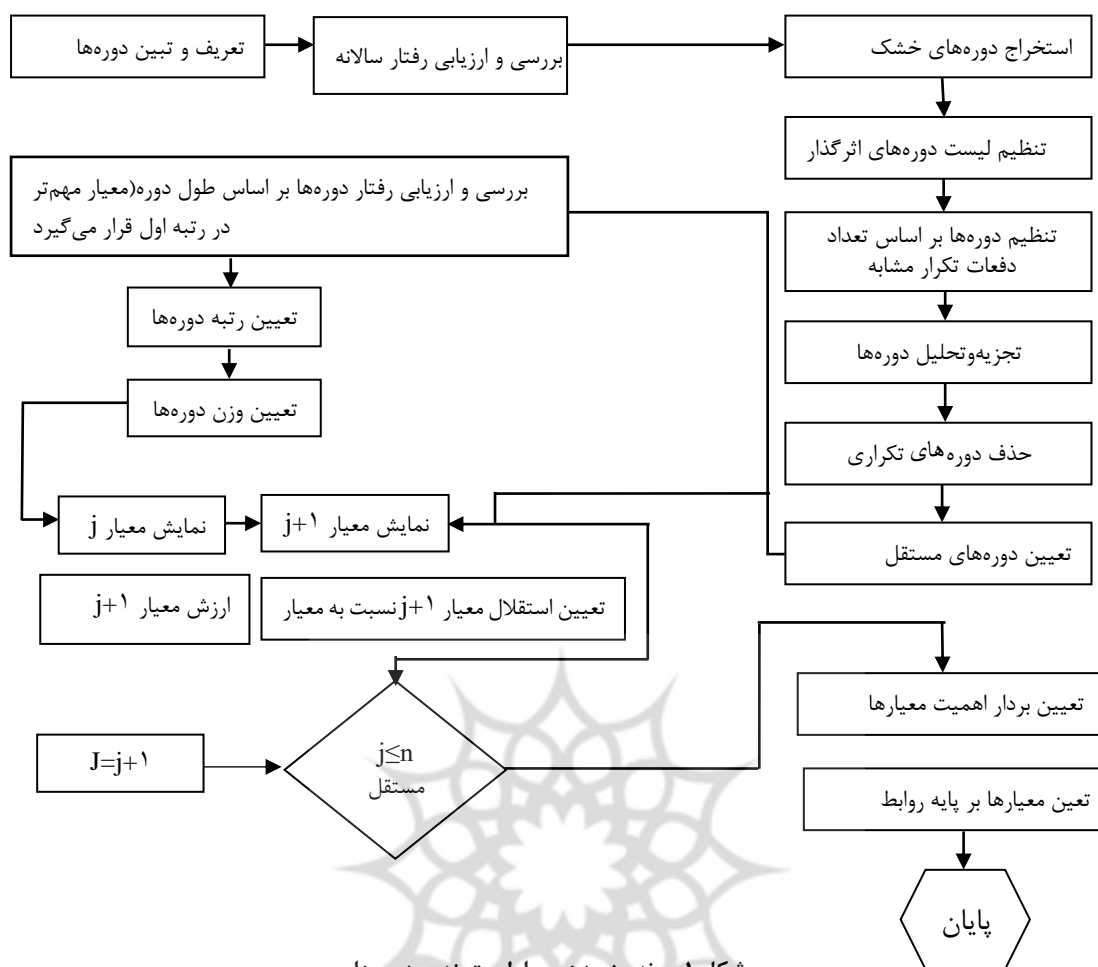 تعریف و تبین دوره‌ها
بررسی و ارزیابی رفتار سالانه
استخراج دوره‌های خشک
تنظیم لیست دوره‌های اثرگذار
تنظیم دوره‌ها بر اساس تعداد
دفعات تکرار مشابه
تجزیه‌وتحلیل دوره‌ها
حذف دوره‌های تکراری
تعیین دوره‌های مستقل
بررسی و ارزیابی رفتار دوره‌ها بر اساس طول دوره(معیار مهم‌تر
در رتبه اول قرار می‌گیرد
تعیین رتبه دوره‌ها
تعیین وزن دوره‌ها
نمایش معیار j
نمایش معیار j+۱
ارزش معیار j+۱
تعیین استقلال معیار j+۱ نسبت به معیار
J=j+۱
j≤n
مستقل
تعیین بردار اهمیت معیارها
تعین معیارها بر پایه روابط
پایان